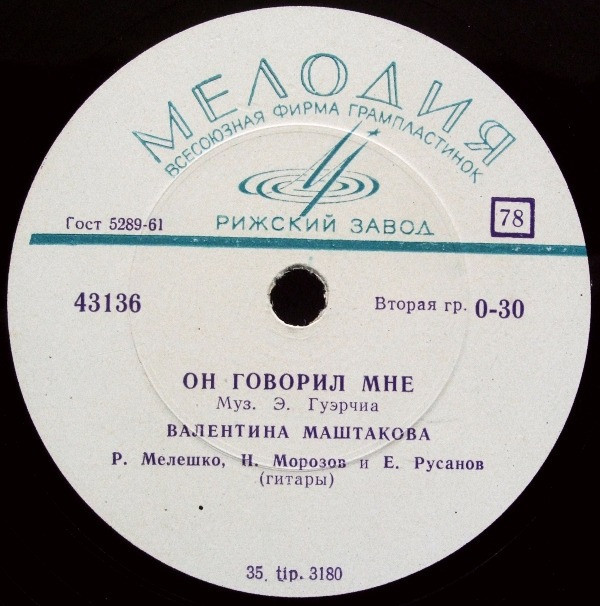 МЕЛОДИЯ
ВСЕСОЮЗНАЯ ФИРМА ГРАМПЛАСТИНОК
РИЖСКИЙ ЗАВОД
Гост 5289-61
78
43136
Вторая гр. 0-30
ОН ГОВОРИЛ МНЕ
Муз. Э. Гуэрчиа
ВАЛЕНТИНА МАШТАКОВА
Р. Мелешко, Н. Морозов и Е. Русанов
(гитары)
35. tip. 3180